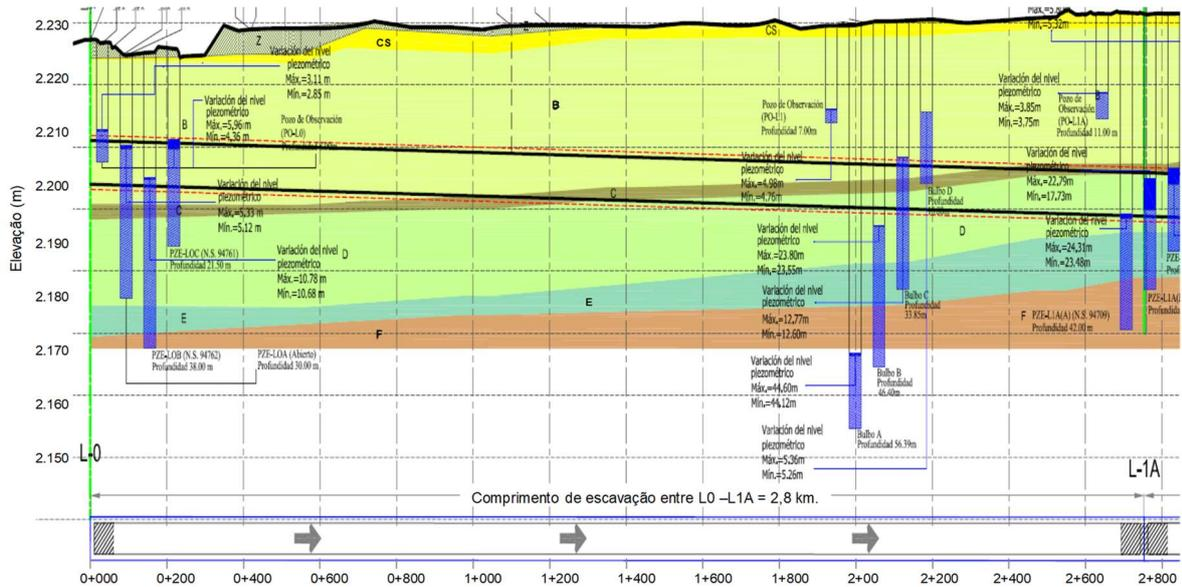 Elevação (m)
2.230
2.220
2.210
2.200
2.190
2.180
2.170
2.160
2.150
Z
CS
CS
B
B
C
C
D
D
E
E
F
F
B
Variación del nivel
piezométrico
Máx.=3.11 m
Mín.=2.85 m
Variación del nivel
piezométrico
Máx.=5,96 m
Mín.=4,36 m
Pozo de Observación
(PO-L0)
Variación del nivel
piezométrico
Máx.=5,33 m
Mín.=5,12 m
PZE-LOC (N.S. 94761)
Profundidad 21.50 m
Variación del nivel
piezométrico
Máx.=10.78 m
Mín.=10,68 m
PZE-LOB (N.S. 94762)
Profundidad 38.00 m
PZE-LOA (Abierto)
Profundidad 30.00 m
Pozo de Observación
(PO-L1)
Profundidad 7.00m
Variación del nivel
piezométrico
Máx.=4,98m
Mín.=4,76m
Variación del nivel
piezométrico
Máx.=23.80m
Mín.=23,55m
Variación del nivel
piezométrico
Máx.=12,77m
Mín.=12.60m
Variación del nivel
piezométrico
Máx.=44,60m
Mín.=44,12m
Variación del nivel
piezométrico
Máx.=5,36m
Mín.=5.26m
Bulbo D
Profundidad
Bulbo C
Profundidad
33.85m
Bulbo B
Profundidad
46.40m
Bulbo A
Profundidad 56.39m
Variación del nivel
piezométrico
Máx.=3.85m
Mín.=3,75m
Pozo de
Observación
(PO-L1A)
Profundidad 11.00 m
Variación del nivel
piezométrico
Máx.=22,79m
Mín.=17,73m
Variación del nivel
piezométrico
Máx.=24,31m
Mín.=23.48m
PZE-L1A(A) (N.S. 94709)
Profundidad 42.00 m
L-0
L-1A
Comprimento de escavação entre L0 –L1A = 2,8 km.
0+000 0+200 0+400 0+600 0+800 1+200 1+400 1+600 1+800 2+00 2+200 2+400 2+600